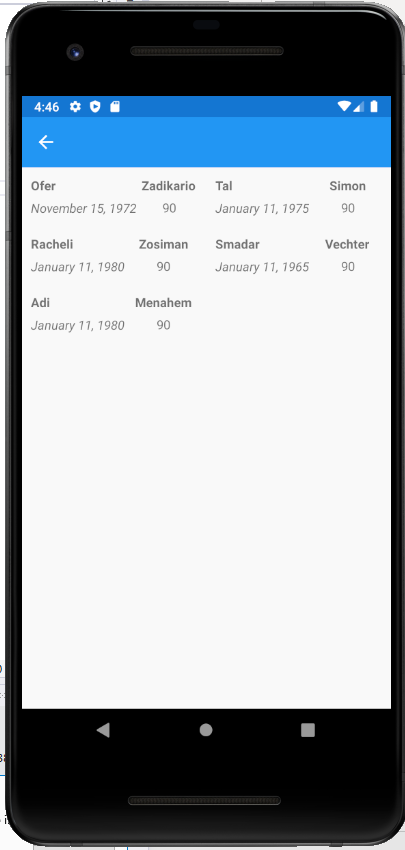 4:46
Ofer Zadikario Tal Simon
November 15, 1972 90 January 11, 1975 90
Racheli Zosiman Smadar Vechter
January 11, 1980 90 January 11, 1965 90
Adi Menahem
January 11, 1980 90